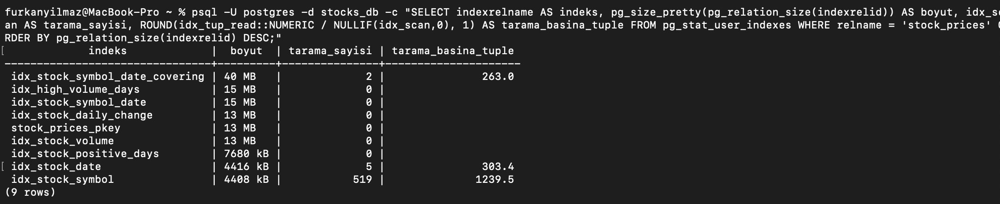 furkanyilmaz@MacBook-Pro ~ % psql -U postgres -d stocks_db -c "SELECT indexrelname AS indeks, pg_size_pretty(pg_relation_size(indexrelid)) AS boyut, idx_sc
an AS tarama_sayisi, ROUND(idx_tup_read::NUMERIC / NULLIF(idx_scan,0), 1) AS tarama_basina_tuple FROM pg_stat_user_indexes WHERE relname = 'stock_prices' O
RDER BY pg_relation_size(indexrelid) DESC;"
[ indeks | boyut | tarama_sayisi | tarama_basina_tuple
---------------------------------+---------+---------------+---------------------
idx_stock_symbol_date_covering | 40 MB | 2 | 263.0
idx_high_volume_days | 15 MB | 0 |
idx_stock_symbol_date | 15 MB | 0 |
idx_stock_daily_change | 13 MB | 0 |
stock_prices_pkey | 13 MB | 0 |
idx_stock_volume | 13 MB | 0 |
idx_stock_positive_days | 7680 kB | 0 |
[ idx_stock_date | 4416 kB | 5 | 303.4
idx_stock_symbol | 4408 kB | 519 | 1239.5
(9 rows)